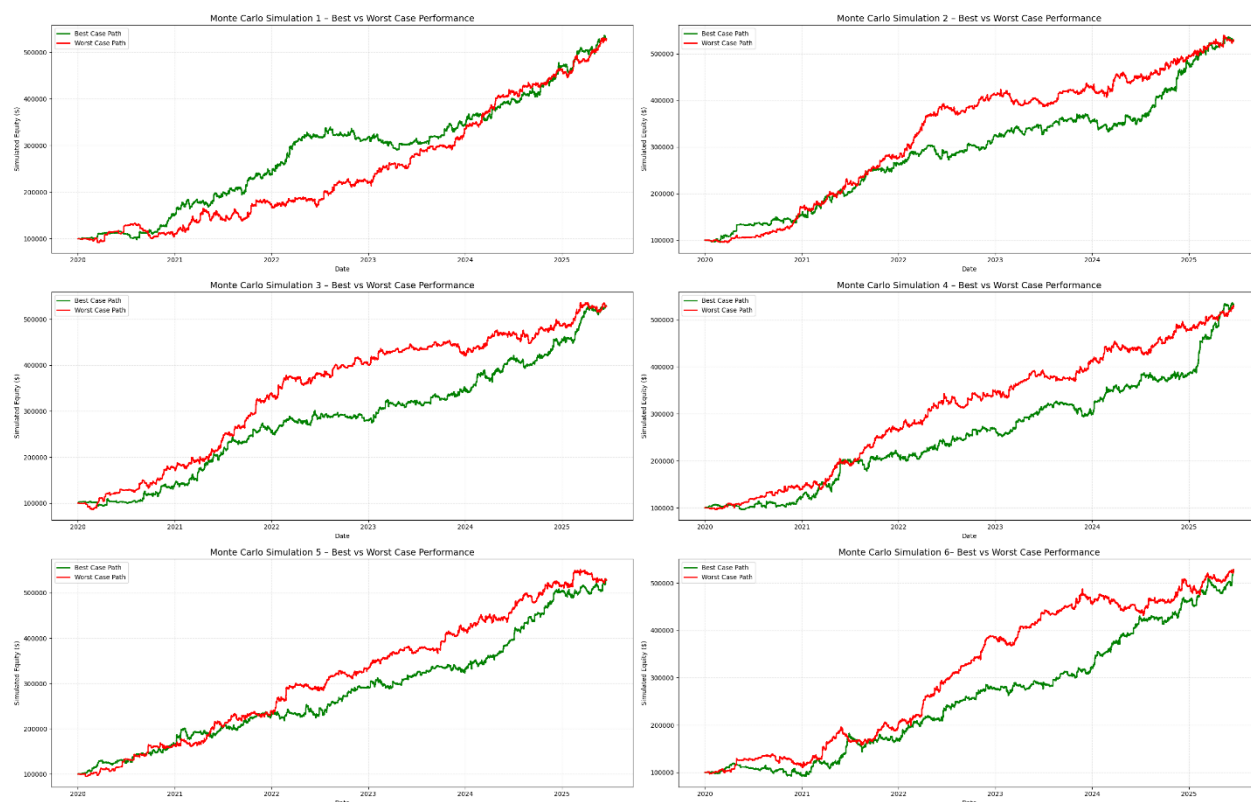 Monte Carlo Simulation 1 – Best vs Worst Case Performance
Best Case Path
Worst Case Path
Simulated Equity ($)
500000
400000
300000
200000
100000
2020
2021
2022
2023
2024
2025
Date
Monte Carlo Simulation 2 – Best vs Worst Case Performance
Best Case Path
Worst Case Path
Simulated Equity ($)
500000
400000
300000
200000
100000
2020
2021
2022
2023
2024
2025
Date
Monte Carlo Simulation 3 – Best vs Worst Case Performance
Best Case Path
Worst Case Path
Simulated Equity ($)
500000
400000
300000
200000
100000
2020
2021
2022
2023
2024
2025
Date
Monte Carlo Simulation 4 – Best vs Worst Case Performance
Best Case Path
Worst Case Path
Simulated Equity ($)
500000
400000
300000
200000
100000
2020
2021
2022
2023
2024
2025
Date
Monte Carlo Simulation 5 – Best vs Worst Case Performance
Best Case Path
Worst Case Path
Simulated Equity ($)
500000
400000
300000
200000
100000
2020
2021
2022
2023
2024
2025
Date
Monte Carlo Simulation 6– Best vs Worst Case Performance
Best Case Path
Worst Case Path
Simulated Equity ($)
500000
400000
300000
200000
100000
2020
2021
2022
2023
2024
2025
Date